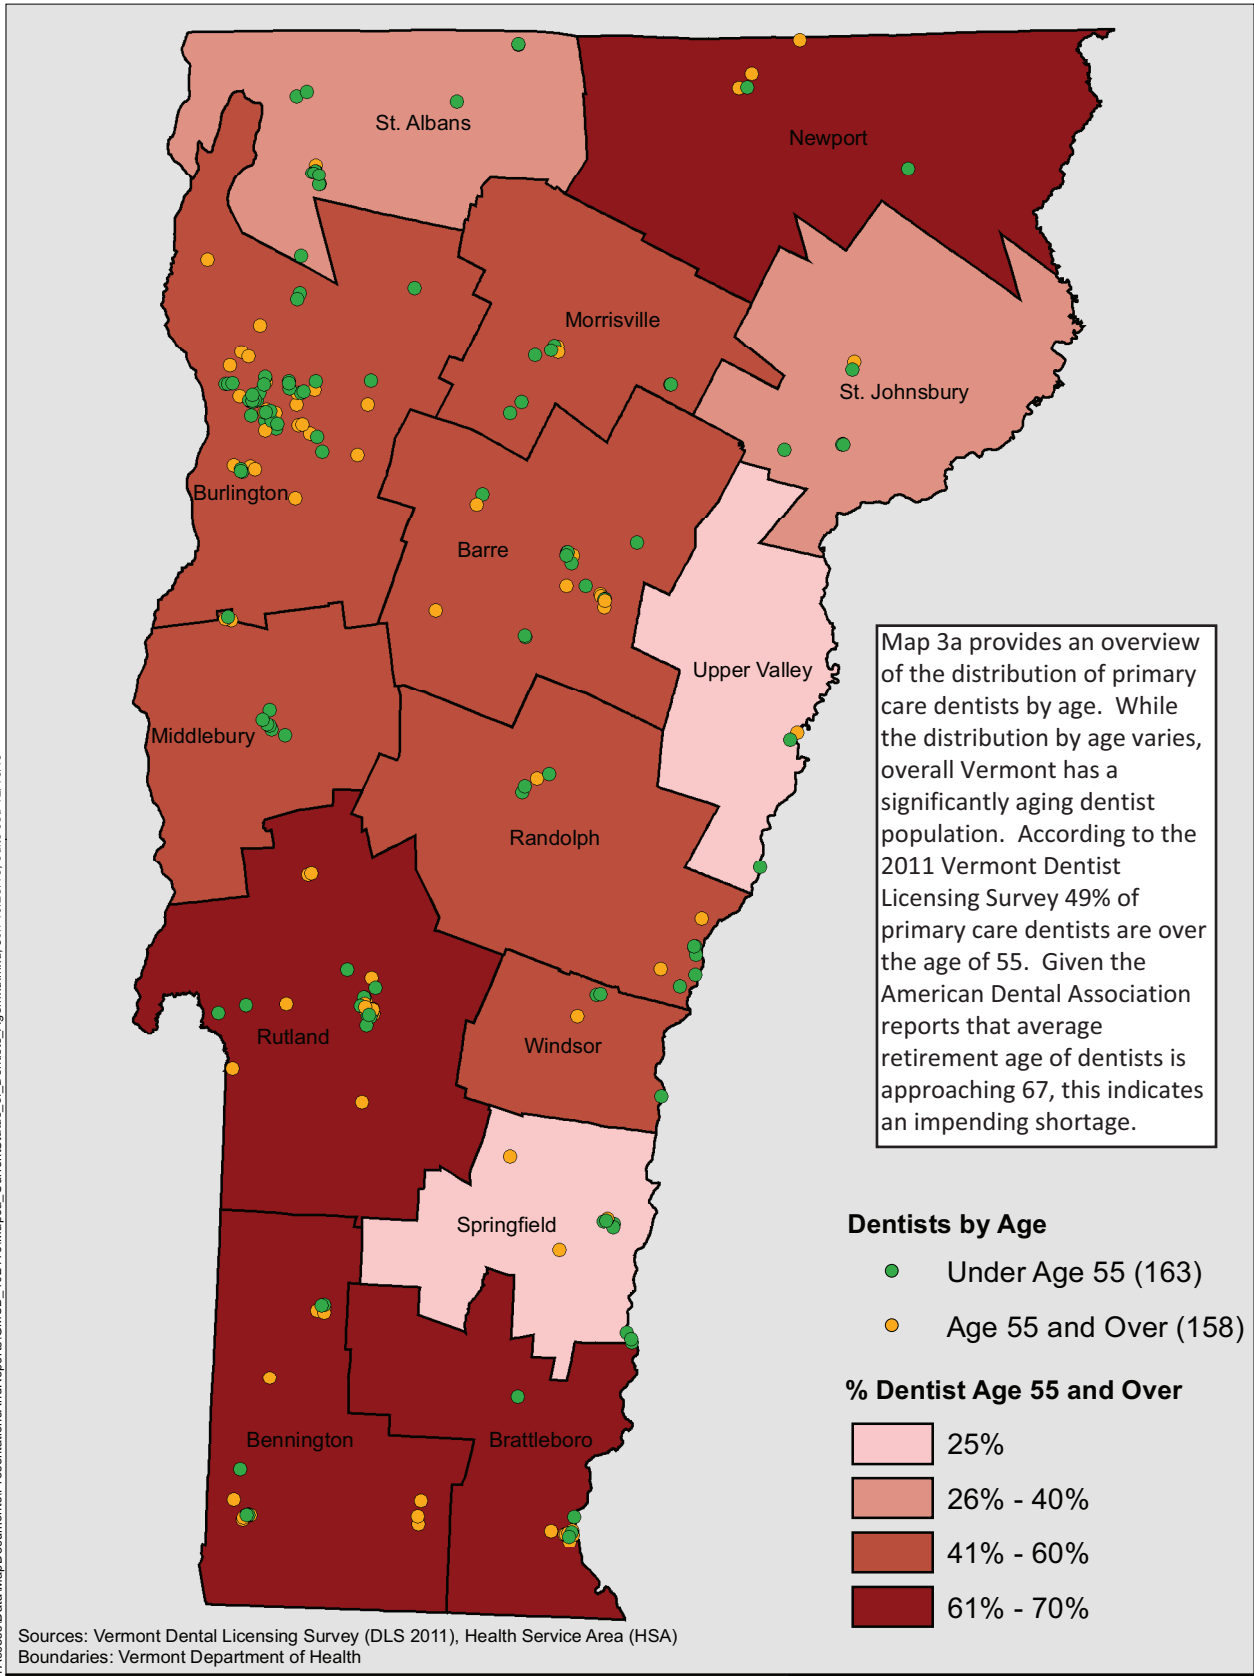 St. Albans
Newport
Morrisville
St. Johnsbury
Burlington
Barre
Upper Valley
Middlebury
Randolph
Rutland
Windsor
Springfield
Bennington
Brattleboro
Map 3a provides an overview
of the distribution of primary
care dentists by age. While
the distribution by age varies,
overall Vermont has a
significantly aging dentist
population. According to the
2011 Vermont Dentist
Licensing Survey 49% of
primary care dentists are over
the age of 55. Given the
American Dental Association
reports that average
retirement age of dentists is
approaching 67, this indicates
an impending shortage.
Dentists by Age
Under Age 55 (163)
Age 55 and Over (158)
% Dentist Age 55 and Over
25%
26% - 40%
41% - 60%
61% - 70%
Sources: Vermont Dental Licensing Survey (DLS 2011), Health Service Area (HSA)
Boundaries: Vermont Department of Health